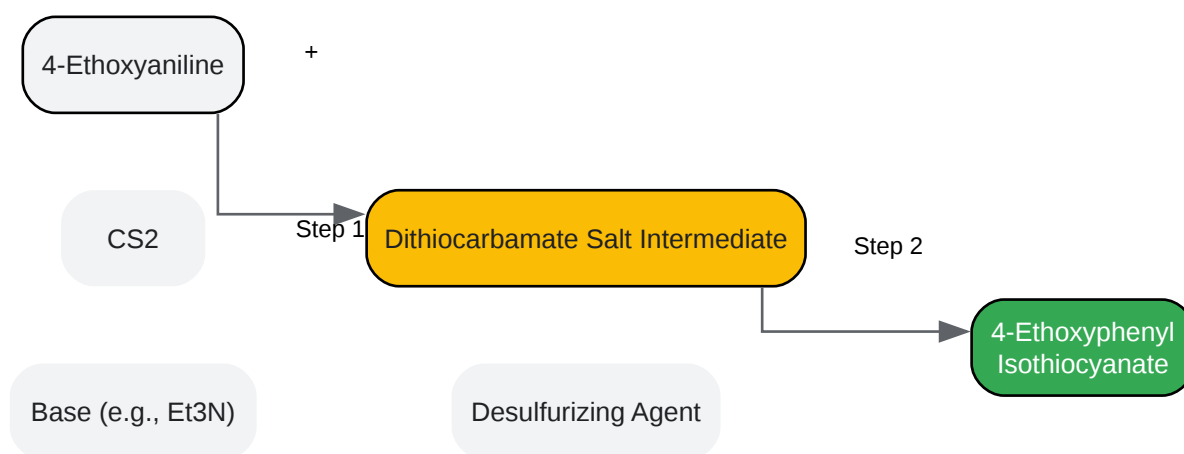 4-Ethoxyaniline
+
CS2
Step 1
Dithiocarbamate Salt Intermediate
Step 2
4-Ethoxyphenyl
Isothiocyanate
Base (e.g., Et3N)
Desulfurizing Agent